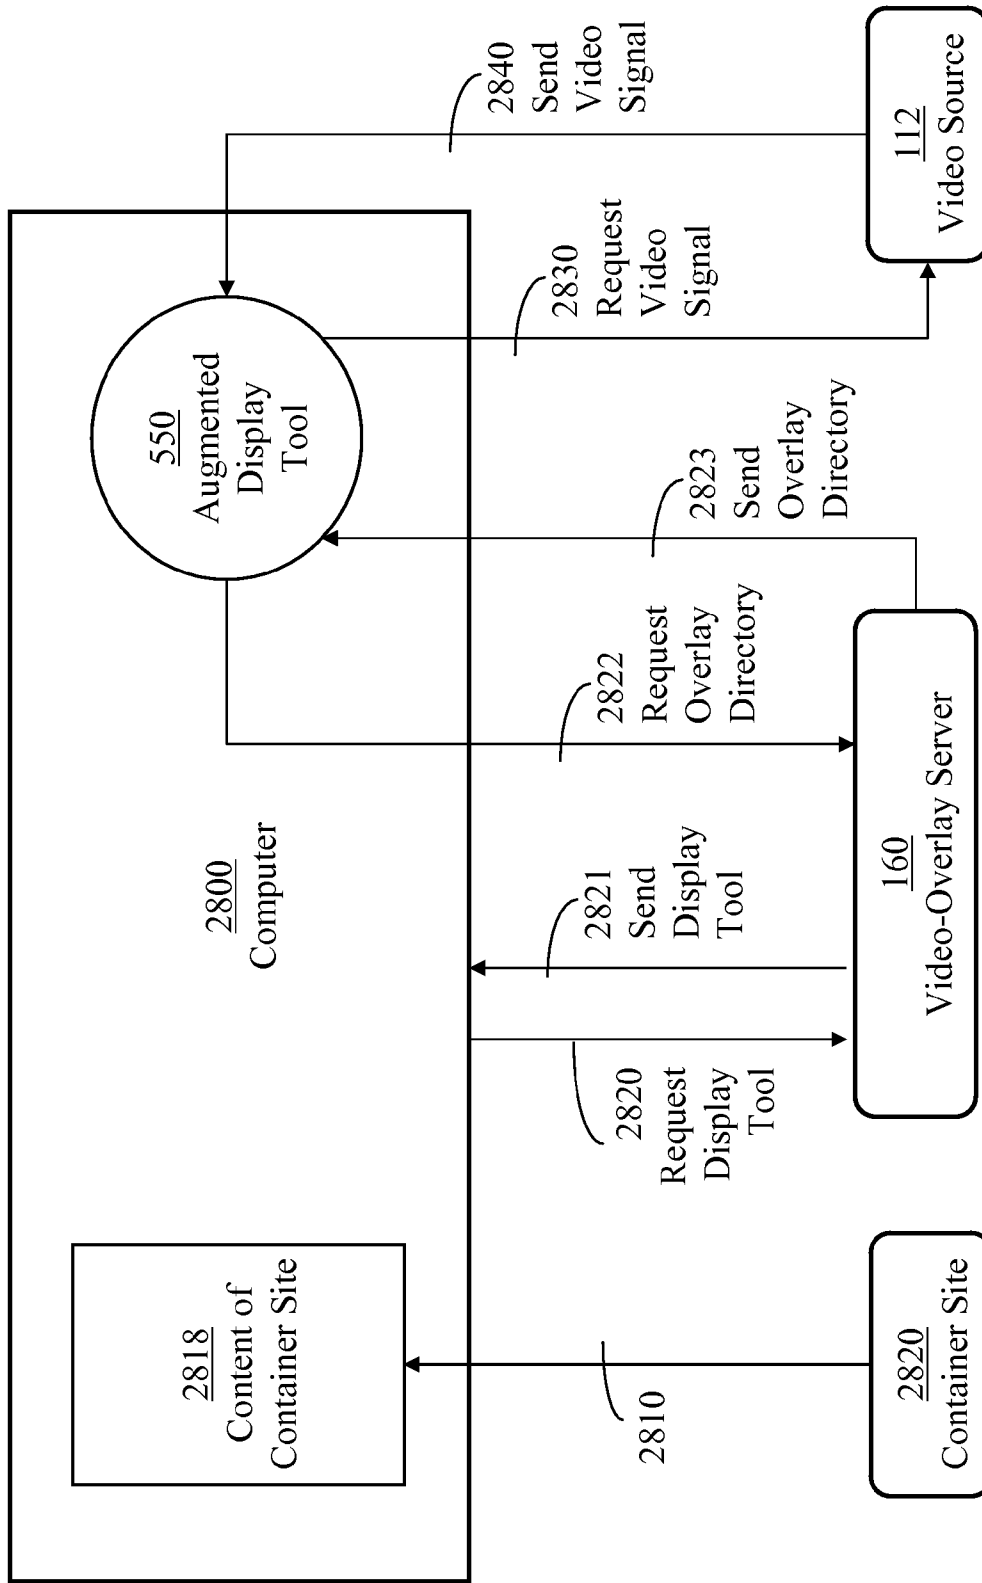 2800
Computer
2818
Content of
Container Site
550
Augmented
Display
Tool
2810
2820
Request
Display
Tool
2821
Send
Display
Tool
2822
Request
Overlay
Directory
2823
Send
Overlay
Directory
2830
Request
Video
Signal
2840
Send
Video
Signal
2820
Container Site
160
Video-Overlay Server
112
Video Source